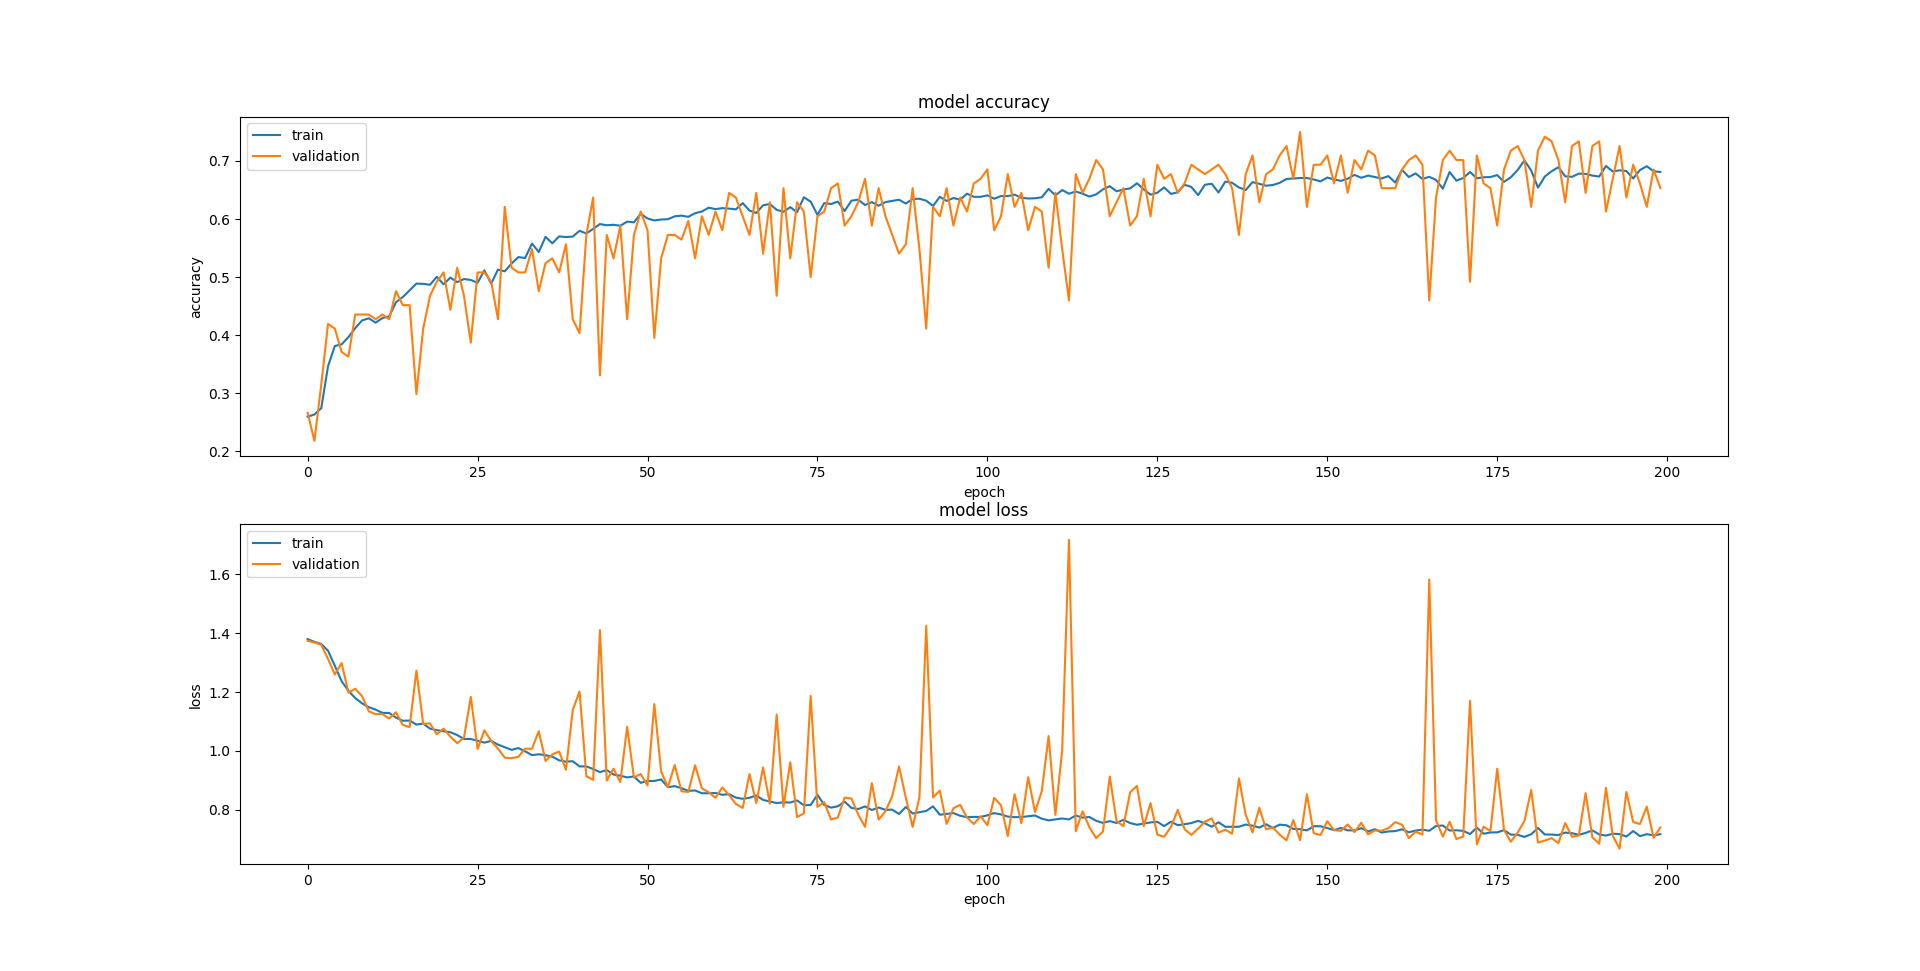 model accuracy
train
validation
0.7
0.6
0.5
0.4
0.3
0.2
accuracy
0 25 50 75 100 125 150 175 200
epoch
model loss
train
validation
1.6
1.4
1.2
1.0
0.8
loss
0 25 50 75 100 125 150 175 200
epoch